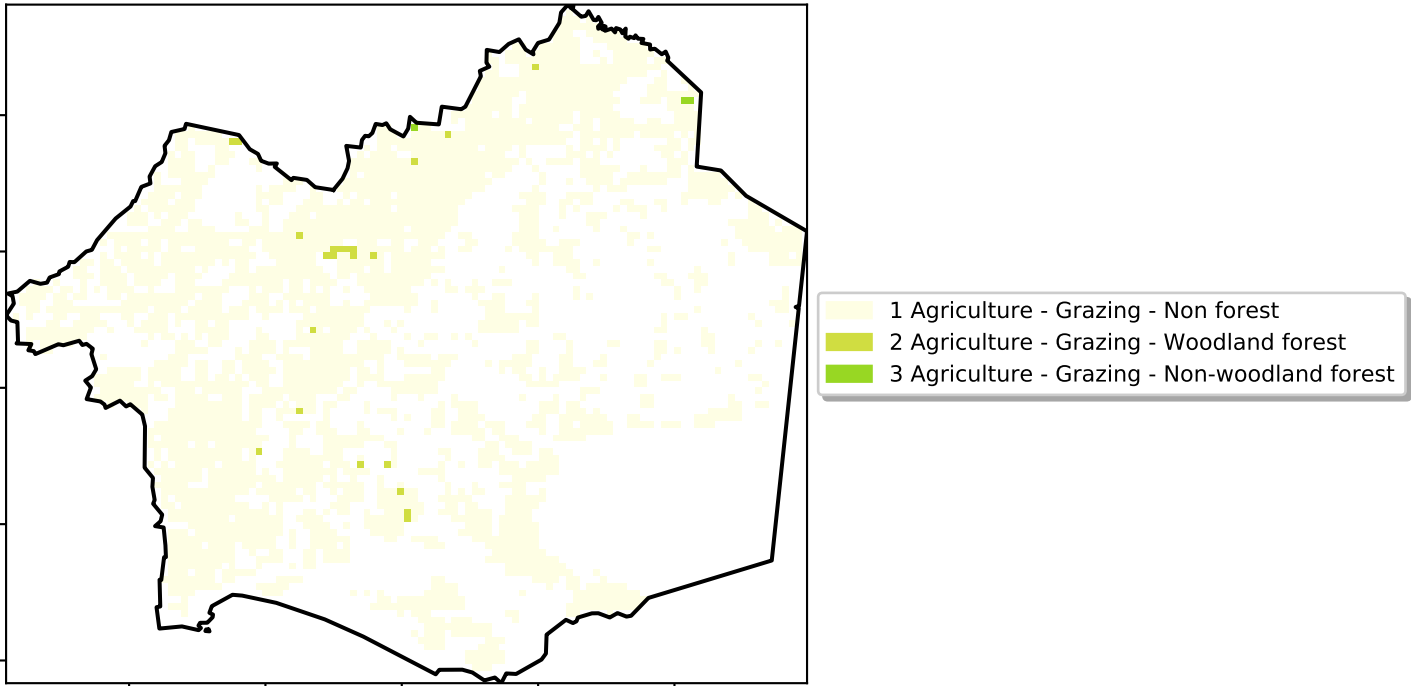 1 Agriculture - Grazing - Non forest
2 Agriculture - Grazing - Woodland forest
3 Agriculture - Grazing - Non-woodland forest